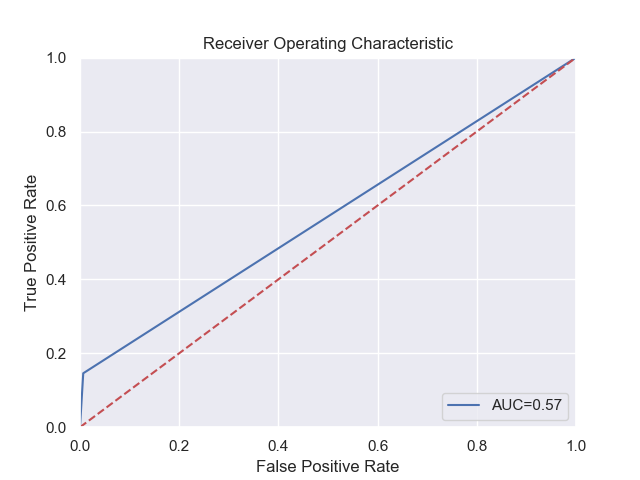 Receiver Operating Characteristic
1.0
0.8
0.6
0.4
0.2
0.0
True Positive Rate
AUC=0.57
0.0 0.2 0.4 0.6 0.8 1.0
False Positive Rate